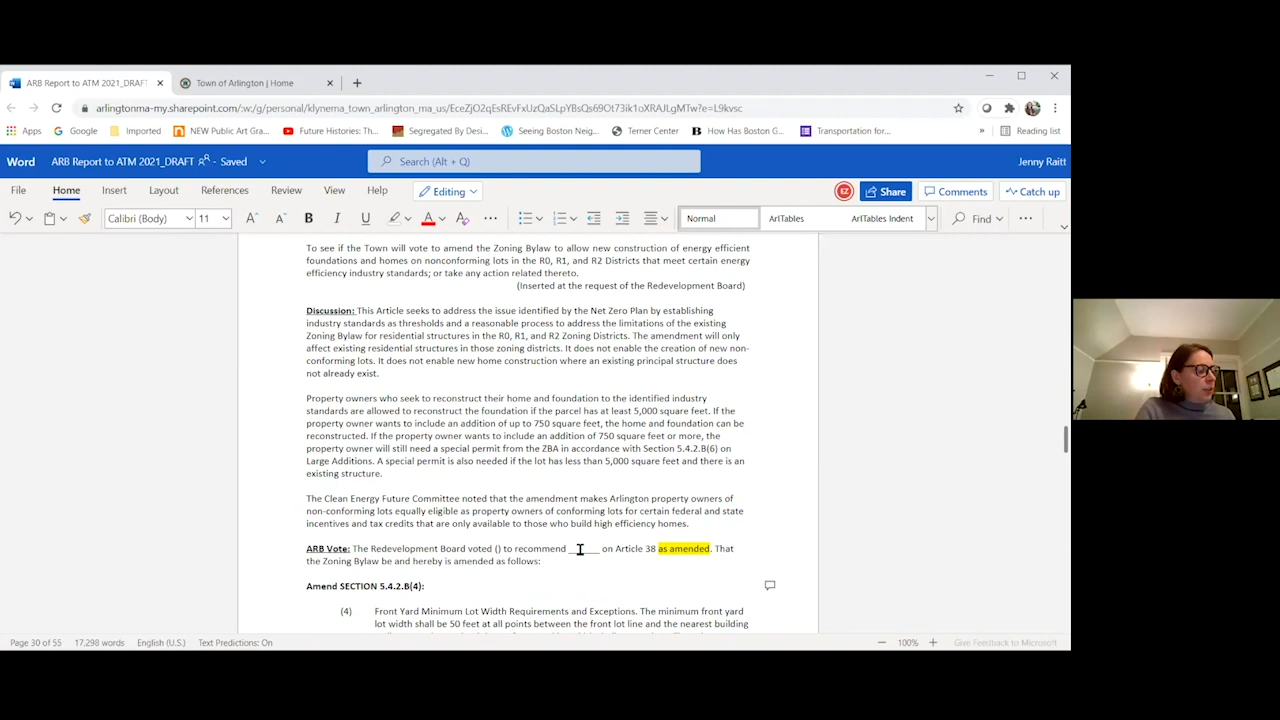 ARB Report to ATM 2021_DRAFT
Town of Arlington | Home
arlingtonma-my.sharepoint.com/:w:/g/personal/klynema_town_arlington_ma_us/EceZjO2qEsREvFxUzQaSLpYBsQs69Ot73ik1oXRAJLgMTw?e=L9kvsc
Apps Google Imported NEW Public Art Gra... Future Histories: Th... Segregated By Desi... Seeing Boston Neig... Terner Center How Has Boston G... Transportation for... » Reading list
Word ARB Report to ATM 2021_DRAFT - Saved Search (Alt + Q) Jenny Raitt
File Home Insert Layout References Review View Help Editing EZ Share Comments Catch up
Calibri (Body) 11 Normal ArlTables ArlTables Indent Find
To see if the Town will vote to amend the Zoning Bylaw to allow new construction of energy efficient
foundations and homes on nonconforming lots in the R0, R1, and R2 Districts that meet certain energy
efficiency industry standards; or take any action related thereto.
(Inserted at the request of the Redevelopment Board)
Discussion: This Article seeks to address the issue identified by the Net Zero Plan by establishing
industry standards as thresholds and a reasonable process to address the limitations of the existing
Zoning Bylaw for residential structures in the R0, R1, and R2 Zoning Districts. The amendment will only
affect existing residential structures in those zoning districts. It does not enable the creation of new non-
conforming lots. It does not enable new home construction where an existing principal structure does
not already exist.
Property owners who seek to reconstruct their home and foundation to the identified industry
standards are allowed to reconstruct the foundation if the parcel has at least 5,000 square feet. If the
property owner wants to include an addition of up to 750 square feet, the home and foundation can be
reconstructed. If the property owner wants to include an addition of 750 square feet or more, the
property owner will still need a special permit from the ZBA in accordance with Section 5.4.2.B(6) on
Large Additions. A special permit is also needed if the lot has less than 5,000 square feet and there is an
existing structure.
The Clean Energy Future Committee noted that the amendment makes Arlington property owners of
non-conforming lots equally eligible as property owners of conforming lots for certain federal and state
incentives and tax credits that are only available to those who build high efficiency homes.
ARB Vote: The Redevelopment Board voted () to recommend ______ on Article 38 as amended. That
the Zoning Bylaw be and hereby is amended as follows:
Amend SECTION 5.4.2.B(4):
(4) Front Yard Minimum Lot Width Requirements and Exceptions. The minimum front yard
lot width shall be 50 feet at all points between the front lot line and the nearest building
Page 30 of 55 17,298 words English (U.S.) Text Predictions: On 100% Give Feedback to Microsoft